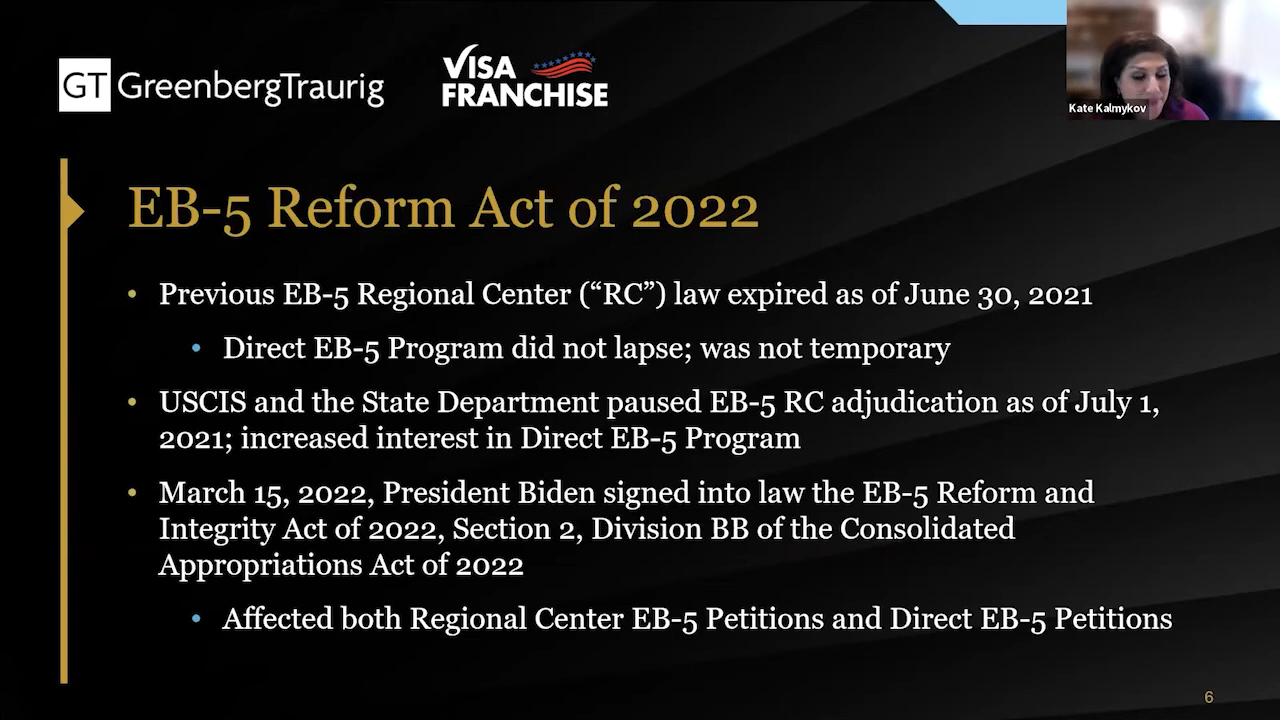 GT GreenbergTraurig
VISA
FRANCHISE
Kate Kalmykov
EB-5 Reform Act of 2022
• Previous EB-5 Regional Center (“RC”) law expired as of June 30, 2021
• Direct EB-5 Program did not lapse; was not temporary
• USCIS and the State Department paused EB-5 RC adjudication as of July 1,
2021; increased interest in Direct EB-5 Program
• March 15, 2022, President Biden signed into law the EB-5 Reform and
Integrity Act of 2022, Section 2, Division BB of the Consolidated
Appropriations Act of 2022
• Affected both Regional Center EB-5 Petitions and Direct EB-5 Petitions
6